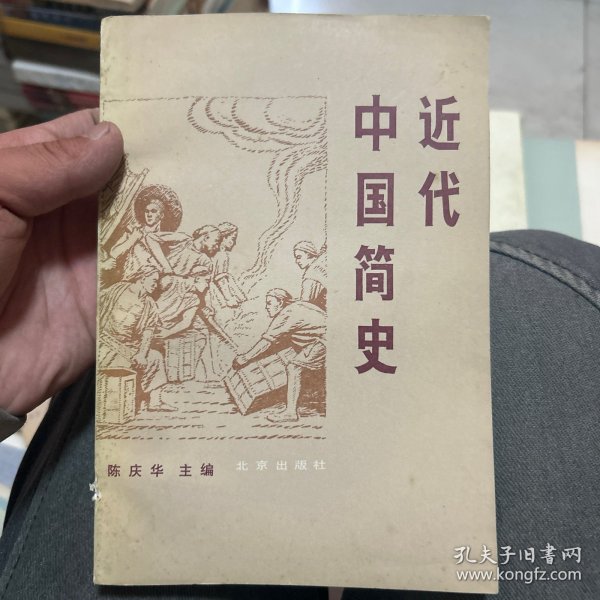 近代
中国简史
陈庆华 主编 北京出版社
孔夫子旧书网
www.kongfz.com